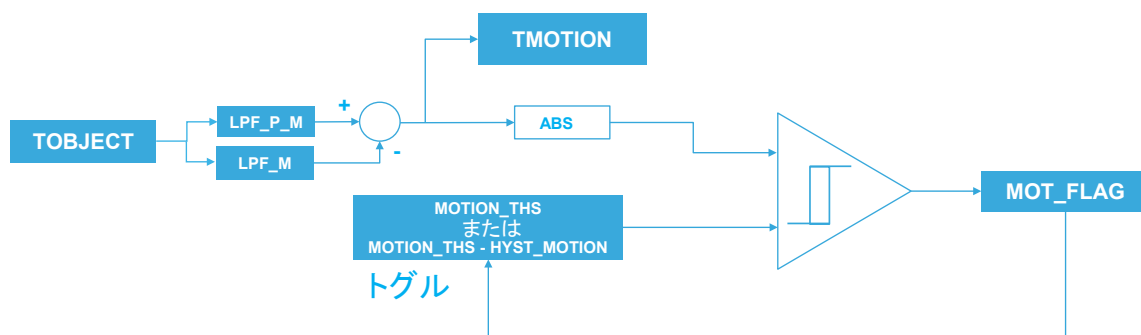 TMOTION
+
LPF_P_M
ABS
TOBJECT
LPF_M
-
MOTION_THS
または
MOTION_THS - HYST_MOTION
MOT_FLAG
トグル